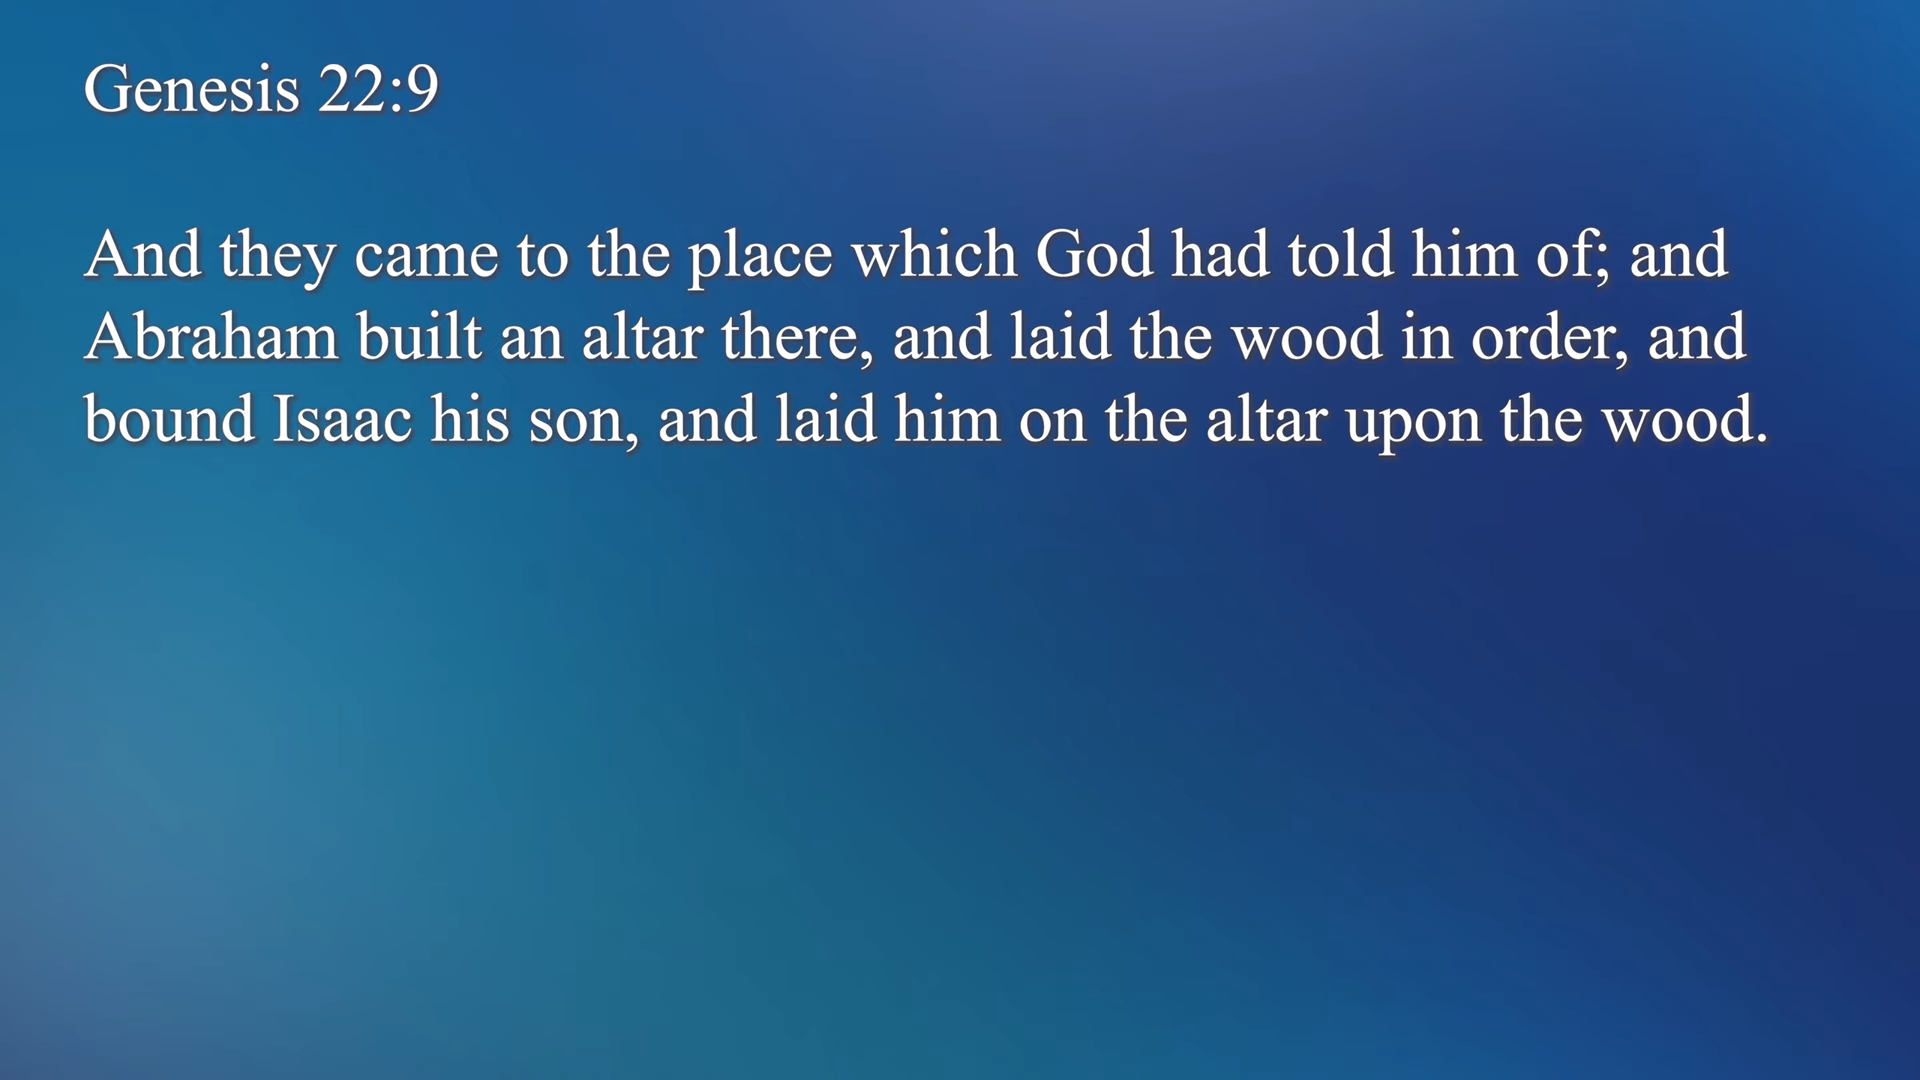 Genesis 22:9
And they came to the place which God had told him of; and
Abraham built an altar there, and laid the wood in order, and
bound Isaac his son, and laid him on the altar upon the wood.